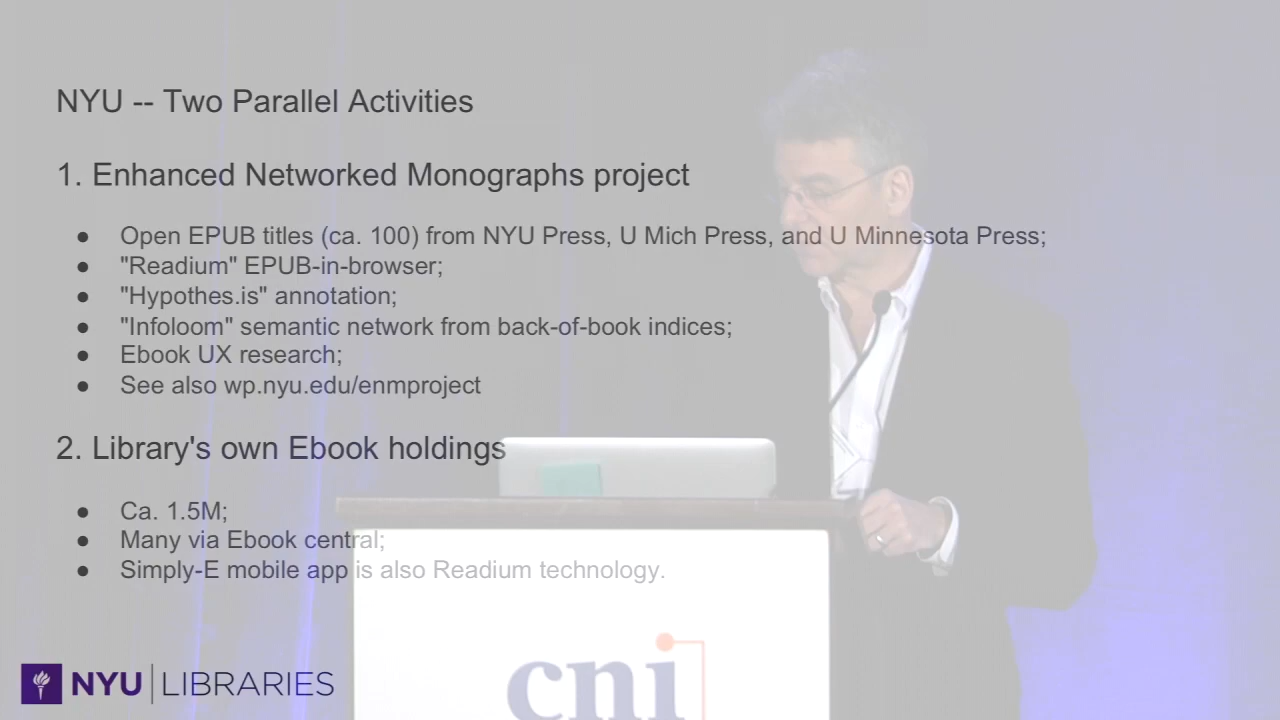 NYU -- Two Parallel Activities
1. Enhanced Networked Monographs project
● Open EPUB titles (ca. 100) from NYU Press, U Mich Press, and U Minnesota Press;
● "Readium" EPUB-in-browser;
● "Hypothes.is" annotation;
● "Infoloom" semantic network from back-of-book indices;
● Ebook UX research;
● See also wp.nyu.edu/enmproject
2. Library's own Ebook holdings
● Ca. 1.5M;
● Many via Ebook central;
● Simply-E mobile app is also Readium technology.
cni
NYU | LIBRARIES